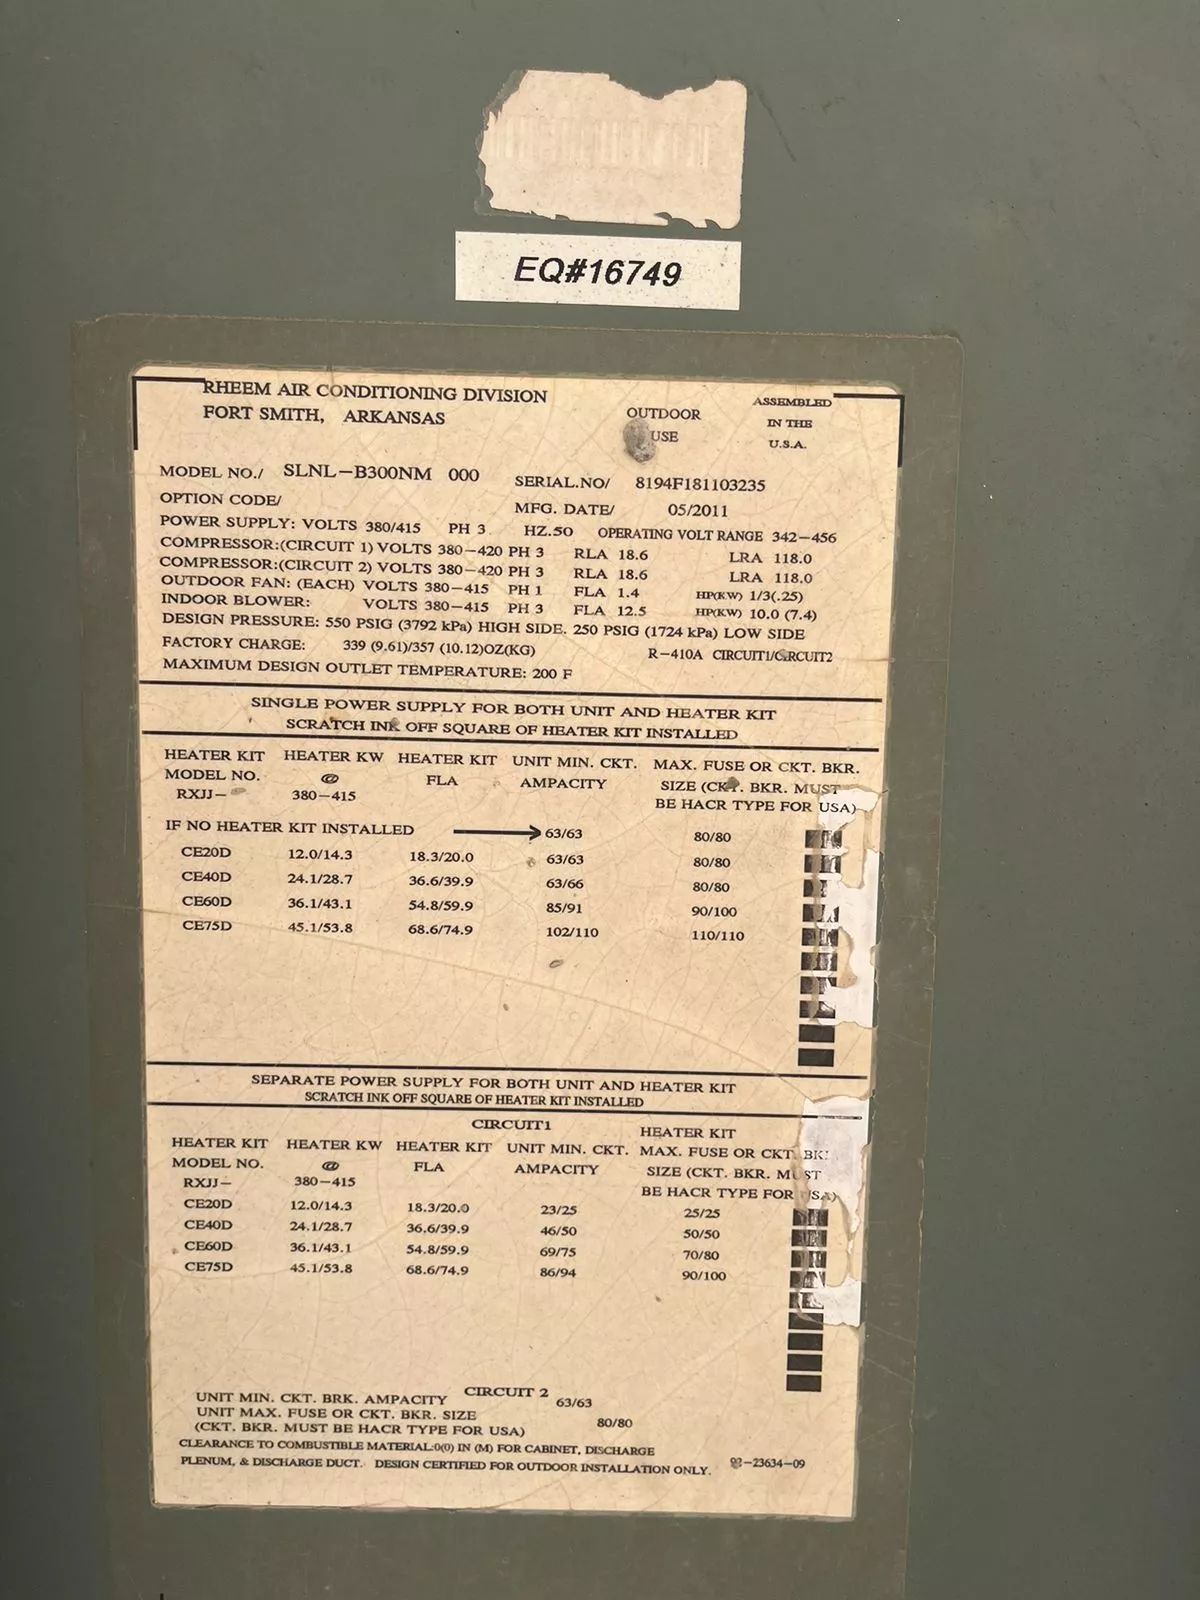 EQ#16749
RHEEM AIR CONDITIONING DIVISION
FORT SMITH, ARKANSAS
OUTDOOR USE
ASSEMBLED IN THE U.S.A.
MODEL NO./ SLNL-B300NM 000 SERIAL.NO/ 8194F181103235
OPTION CODE/ MFG. DATE/ 05/2011
POWER SUPPLY: VOLTS 380/415 PH 3 HZ.50 OPERATING VOLT RANGE 342-456
COMPRESSOR:(CIRCUIT 1) VOLTS 380-420 PH 3 RLA 18.6 LRA 118.0
COMPRESSOR:(CIRCUIT 2) VOLTS 380-420 PH 3 RLA 18.6 LRA 118.0
OUTDOOR FAN: (EACH) VOLTS 380-415 PH 1 FLA 1.4 HP(KW) 1/3(.25)
INDOOR BLOWER: VOLTS 380-415 PH 3 FLA 12.5 HP(KW) 10.0 (7.4)
DESIGN PRESSURE: 550 PSIG (3792 kPa) HIGH SIDE. 250 PSIG (1724 kPa) LOW SIDE
FACTORY CHARGE: 339 (9.61)/357 (10.12)OZ(KG) R-410A CIRCUIT1/CIRCUIT2
MAXIMUM DESIGN OUTLET TEMPERATURE: 200 F
SINGLE POWER SUPPLY FOR BOTH UNIT AND HEATER KIT
SCRATCH INK OFF SQUARE OF HEATER KIT INSTALLED
HEATER KIT HEATER KW HEATER KIT UNIT MIN. CKT. MAX. FUSE OR CKT. BKR.
MODEL NO. @ FLA AMPACITY SIZE (CKT. BKR. MUST
RXJJ- 380-415 BE HACR TYPE FOR USA)
IF NO HEATER KIT INSTALLED → 63/63 80/80
CE20D 12.0/14.3 18.3/20.0 63/63 80/80
CE40D 24.1/28.7 36.6/39.9 63/66 80/80
CE60D 36.1/43.1 54.8/59.9 85/91 90/100
CE75D 45.1/53.8 68.6/74.9 102/110 110/110
SEPARATE POWER SUPPLY FOR BOTH UNIT AND HEATER KIT
SCRATCH INK OFF SQUARE OF HEATER KIT INSTALLED
CIRCUIT1 HEATER KIT
HEATER KIT HEATER KW HEATER KIT UNIT MIN. CKT. MAX. FUSE OR CKT. BK
MODEL NO. @ FLA AMPACITY SIZE (CKT. BKR. MUST
RXJJ- 380-415 BE HACR TYPE FOR USA)
CE20D 12.0/14.3 18.3/20.0 23/25 25/25
CE40D 24.1/28.7 36.6/39.9 46/50 50/50
CE60D 36.1/43.1 54.8/59.9 69/75 70/80
CE75D 45.1/53.8 68.6/74.9 86/94 90/100
CIRCUIT 2
UNIT MIN. CKT. BRK. AMPACITY 63/63
UNIT MAX. FUSE OR CKT. BKR. SIZE 80/80
(CKT. BKR. MUST BE HACR TYPE FOR USA)
CLEARANCE TO COMBUSTIBLE MATERIAL:0(0) IN (M) FOR CABINET, DISCHARGE
PLENUM, & DISCHARGE DUCT. DESIGN CERTIFIED FOR OUTDOOR INSTALLATION ONLY.